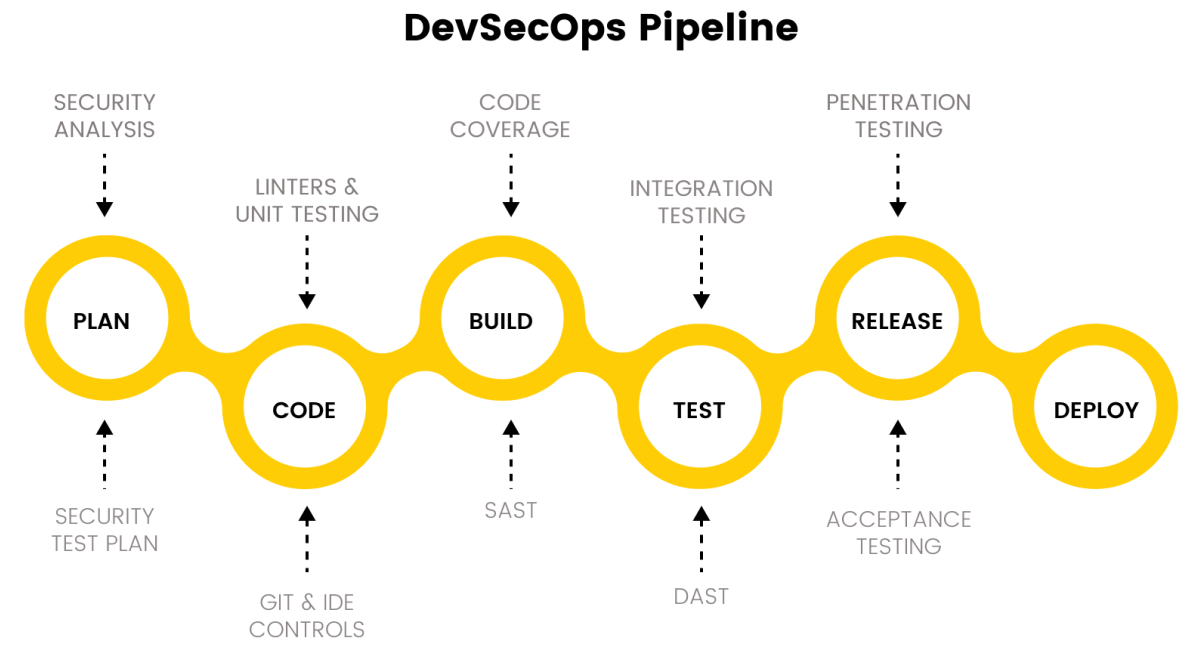 DevSecOps Pipeline
SECURITY
ANALYSIS
CODE
COVERAGE
PENETRATION
TESTING
LINTERS &
UNIT TESTING
INTEGRATION
TESTING
PLAN
BUILD
RELEASE
CODE
TEST
DEPLOY
SECURITY
TEST PLAN
SAST
ACCEPTANCE
TESTING
GIT & IDE
CONTROLS
DAST